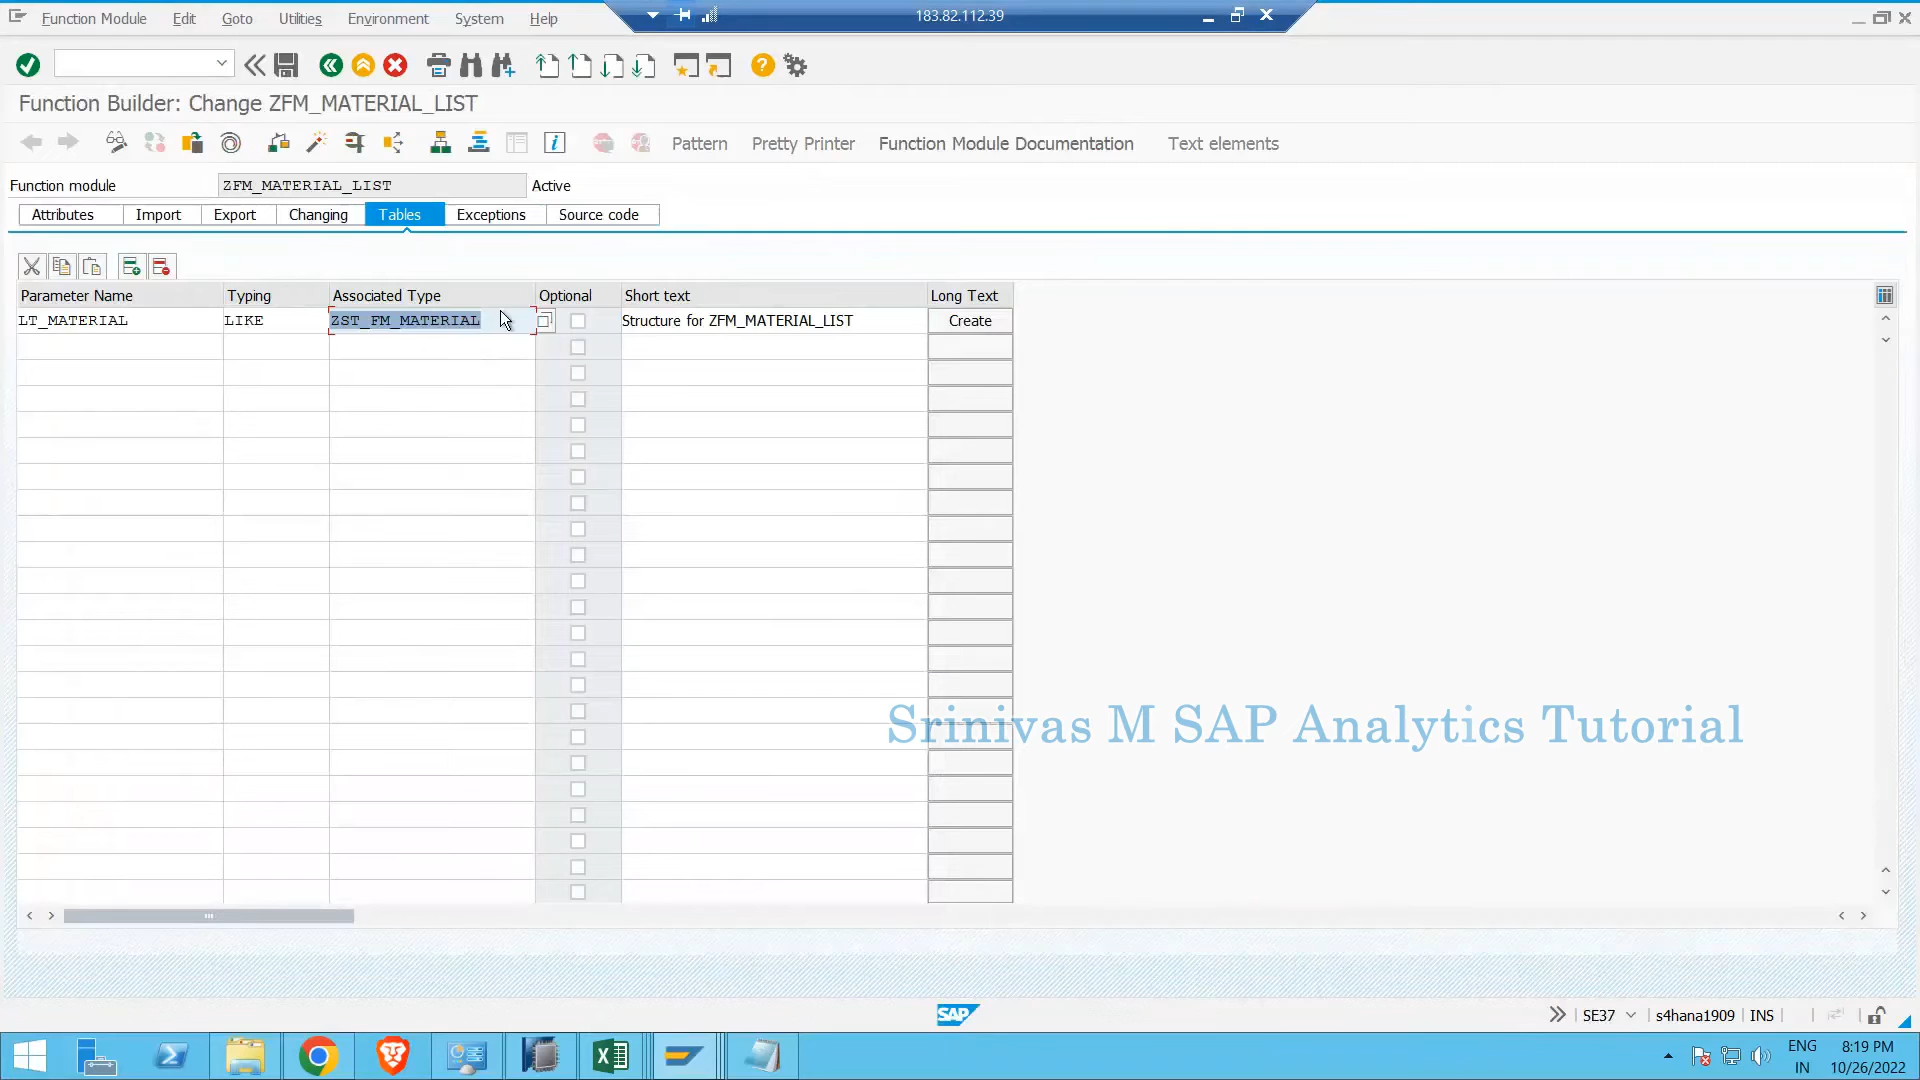 Function Module Edit Goto Utilities Environment System Help
183.82.112.39
Function Builder: Change ZFM_MATERIAL_LIST
Pattern Pretty Printer Function Module Documentation Text elements
Function module ZFM_MATERIAL_LIST Active
Attributes Import Export Changing Tables Exceptions Source code
Parameter Name Typing Associated Type Optional Short text Long Text
LT_MATERIAL LIKE ZST_FM_MATERIAL Structure for ZFM_MATERIAL_LIST Create
Srinivas M SAP Analytics Tutorial
SAP
SE37 s4hana1909 INS
ENG 8:19 PM
IN 10/26/2022